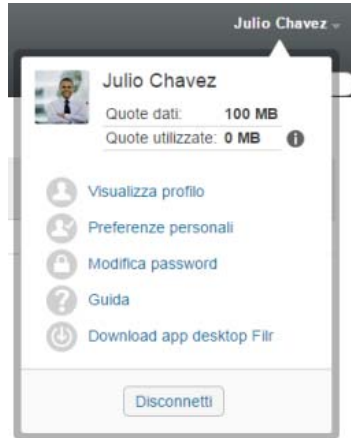 Julio Chavez
Julio Chavez
Quote dati: 100 MB
Quote utilizzate: 0 MB
Visualizza profilo
Preferenze personali
Modifica password
Guida
Download app desktop Filr
Disconnetti